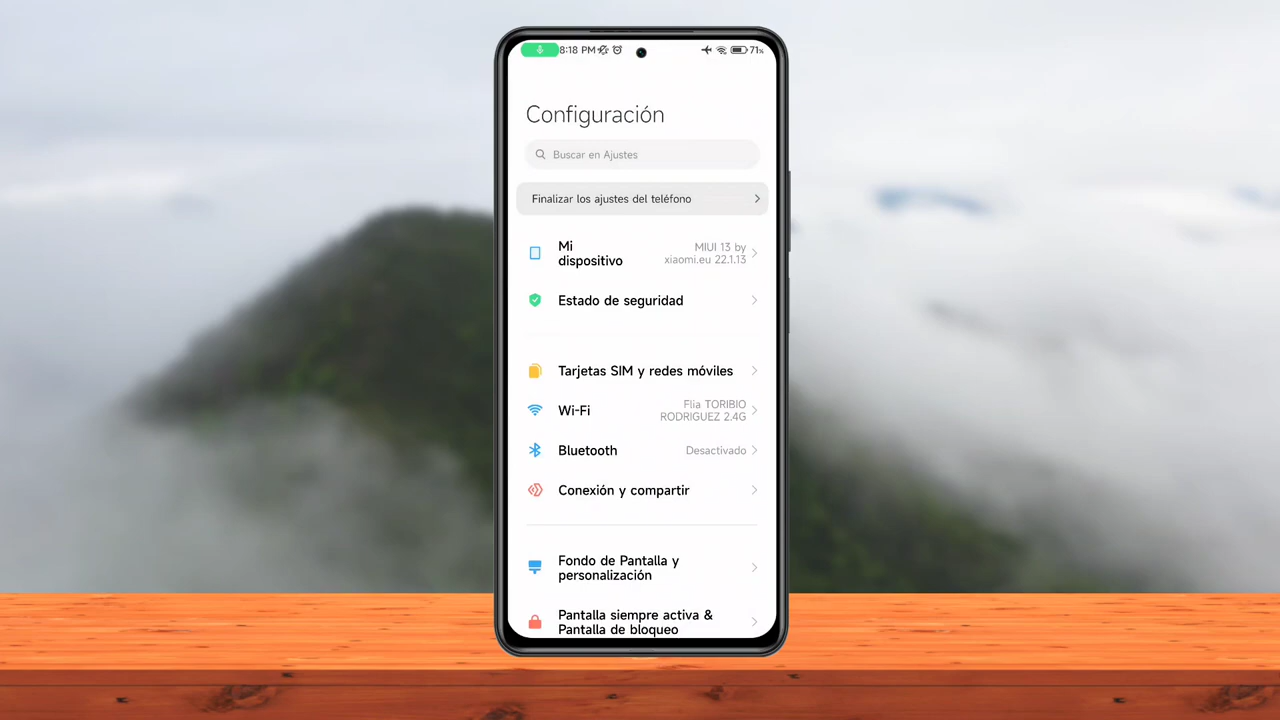 8:18 PM 71%
Configuración
Buscar en Ajustes
Finalizar los ajustes del teléfono
Mi
dispositivo
MIUI 13 by
xiaomi.eu 22.1.13
Estado de seguridad
Tarjetas SIM y redes móviles
Wi-Fi
Flia TORIBIO
RODRIGUEZ 2.4G
Bluetooth Desactivado
Conexión y compartir
Fondo de Pantalla y
personalización
Pantalla siempre activa &
Pantalla de bloqueo